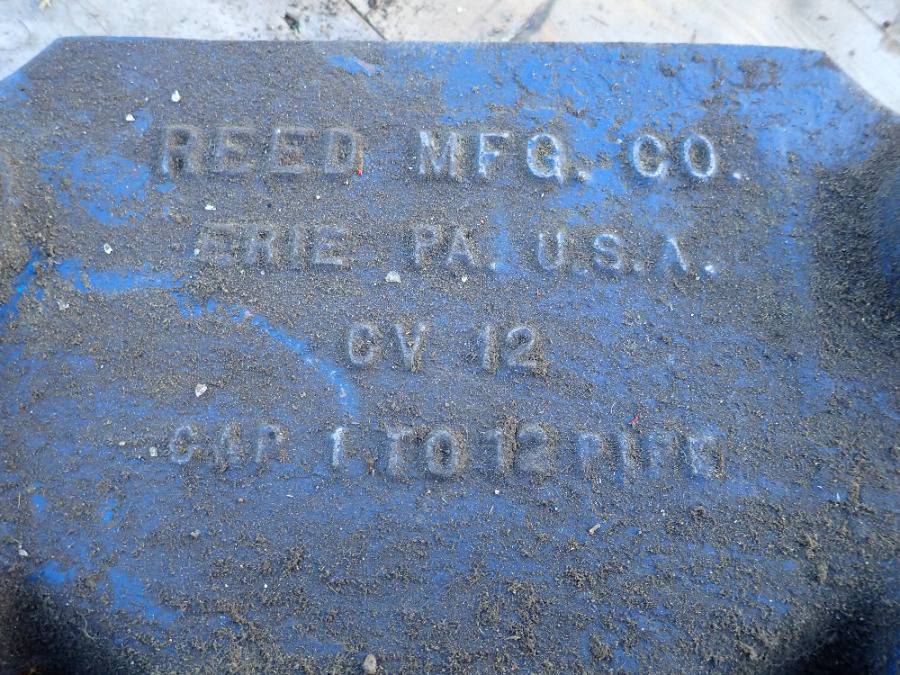 REED MFG. CO.
ERIE PA. U.S.A.
CV 12
CAP 1 TO 12 PIPE